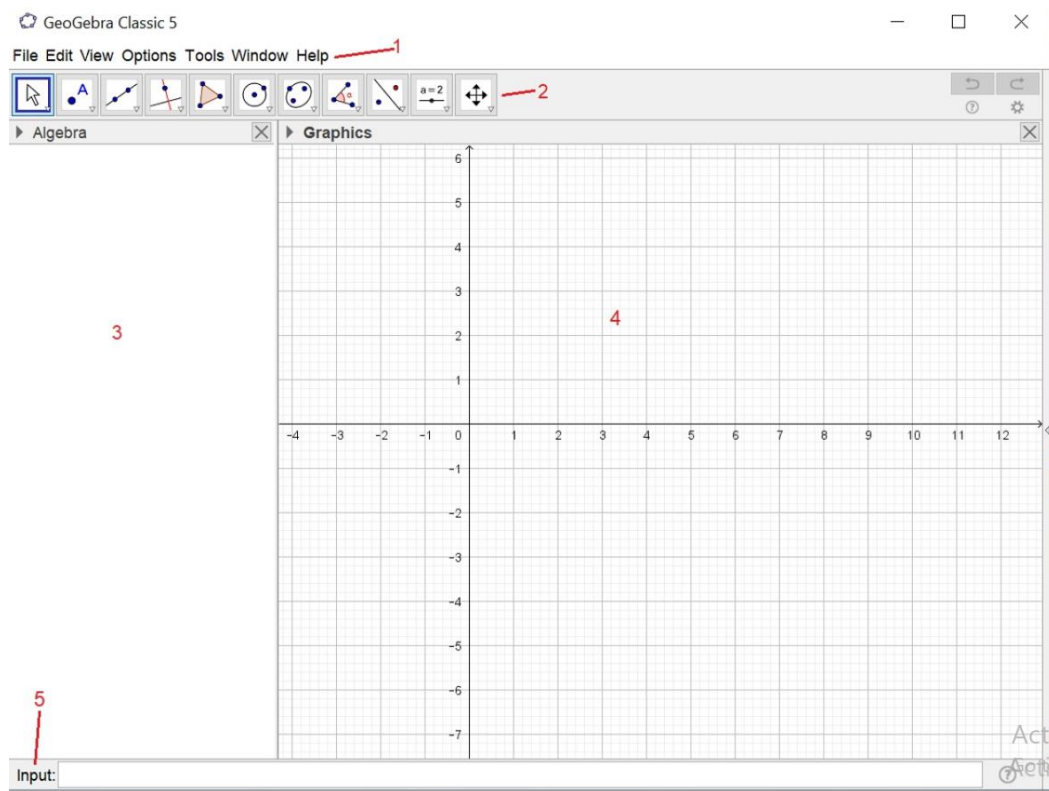 GeoGebra Classic 5
File Edit View Options Tools Window Help 1
A α a=2 2
Algebra Graphics
6
5
4
3
4
3 2
1
-4 -3 -2 -1 0 1 2 3 4 5 6 7 8 9 10 11 12
-1
-2
-3
-4
-5
-6
5
-7
Act
Input: